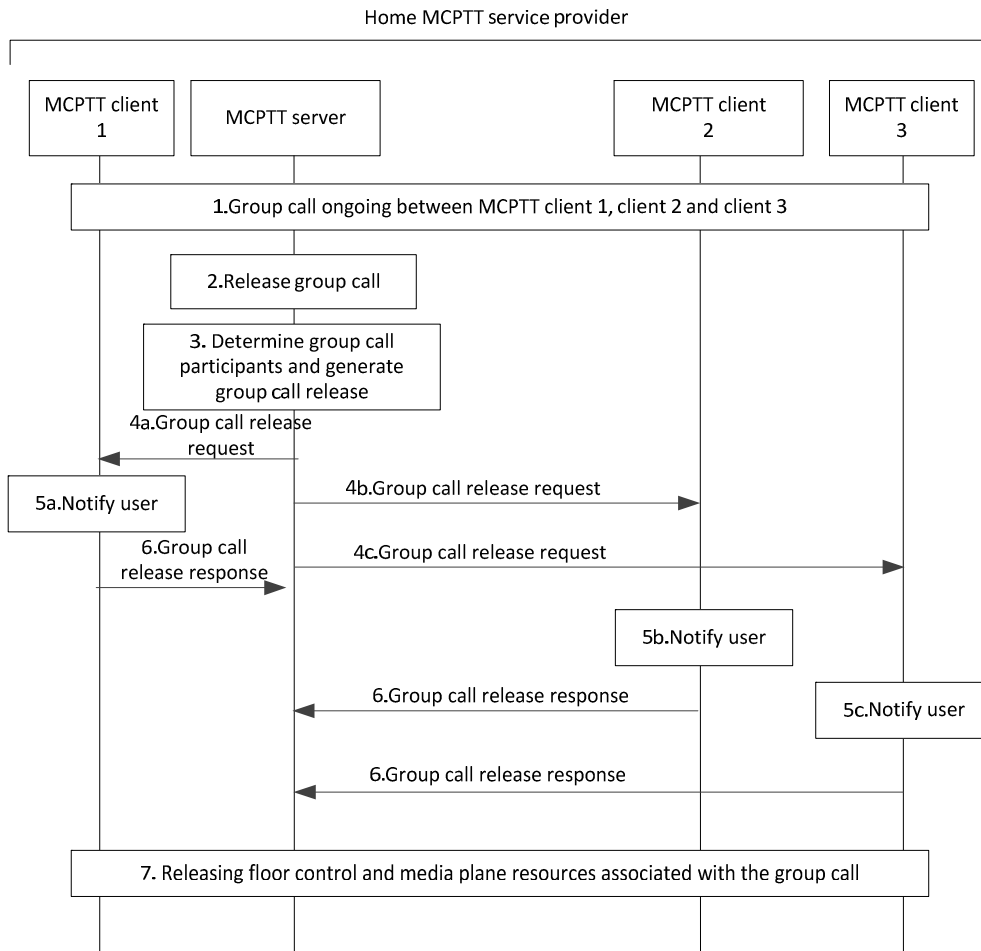 Home MCPTT service provider
MCPTT client
1
MCPTT server
MCPTT client
2
MCPTT client
3
1.Group call ongoing between MCPTT client 1, client 2 and client 3
2.Release group call
3. Determine group call
participants and generate
group call release
4a.Group call release
request
5a.Notify user
4b.Group call release request
6.Group call
release response
4c.Group call release request
5b.Notify user
6.Group call release response
5c.Notify user
6.Group call release response
7. Releasing floor control and media plane resources associated with the group call